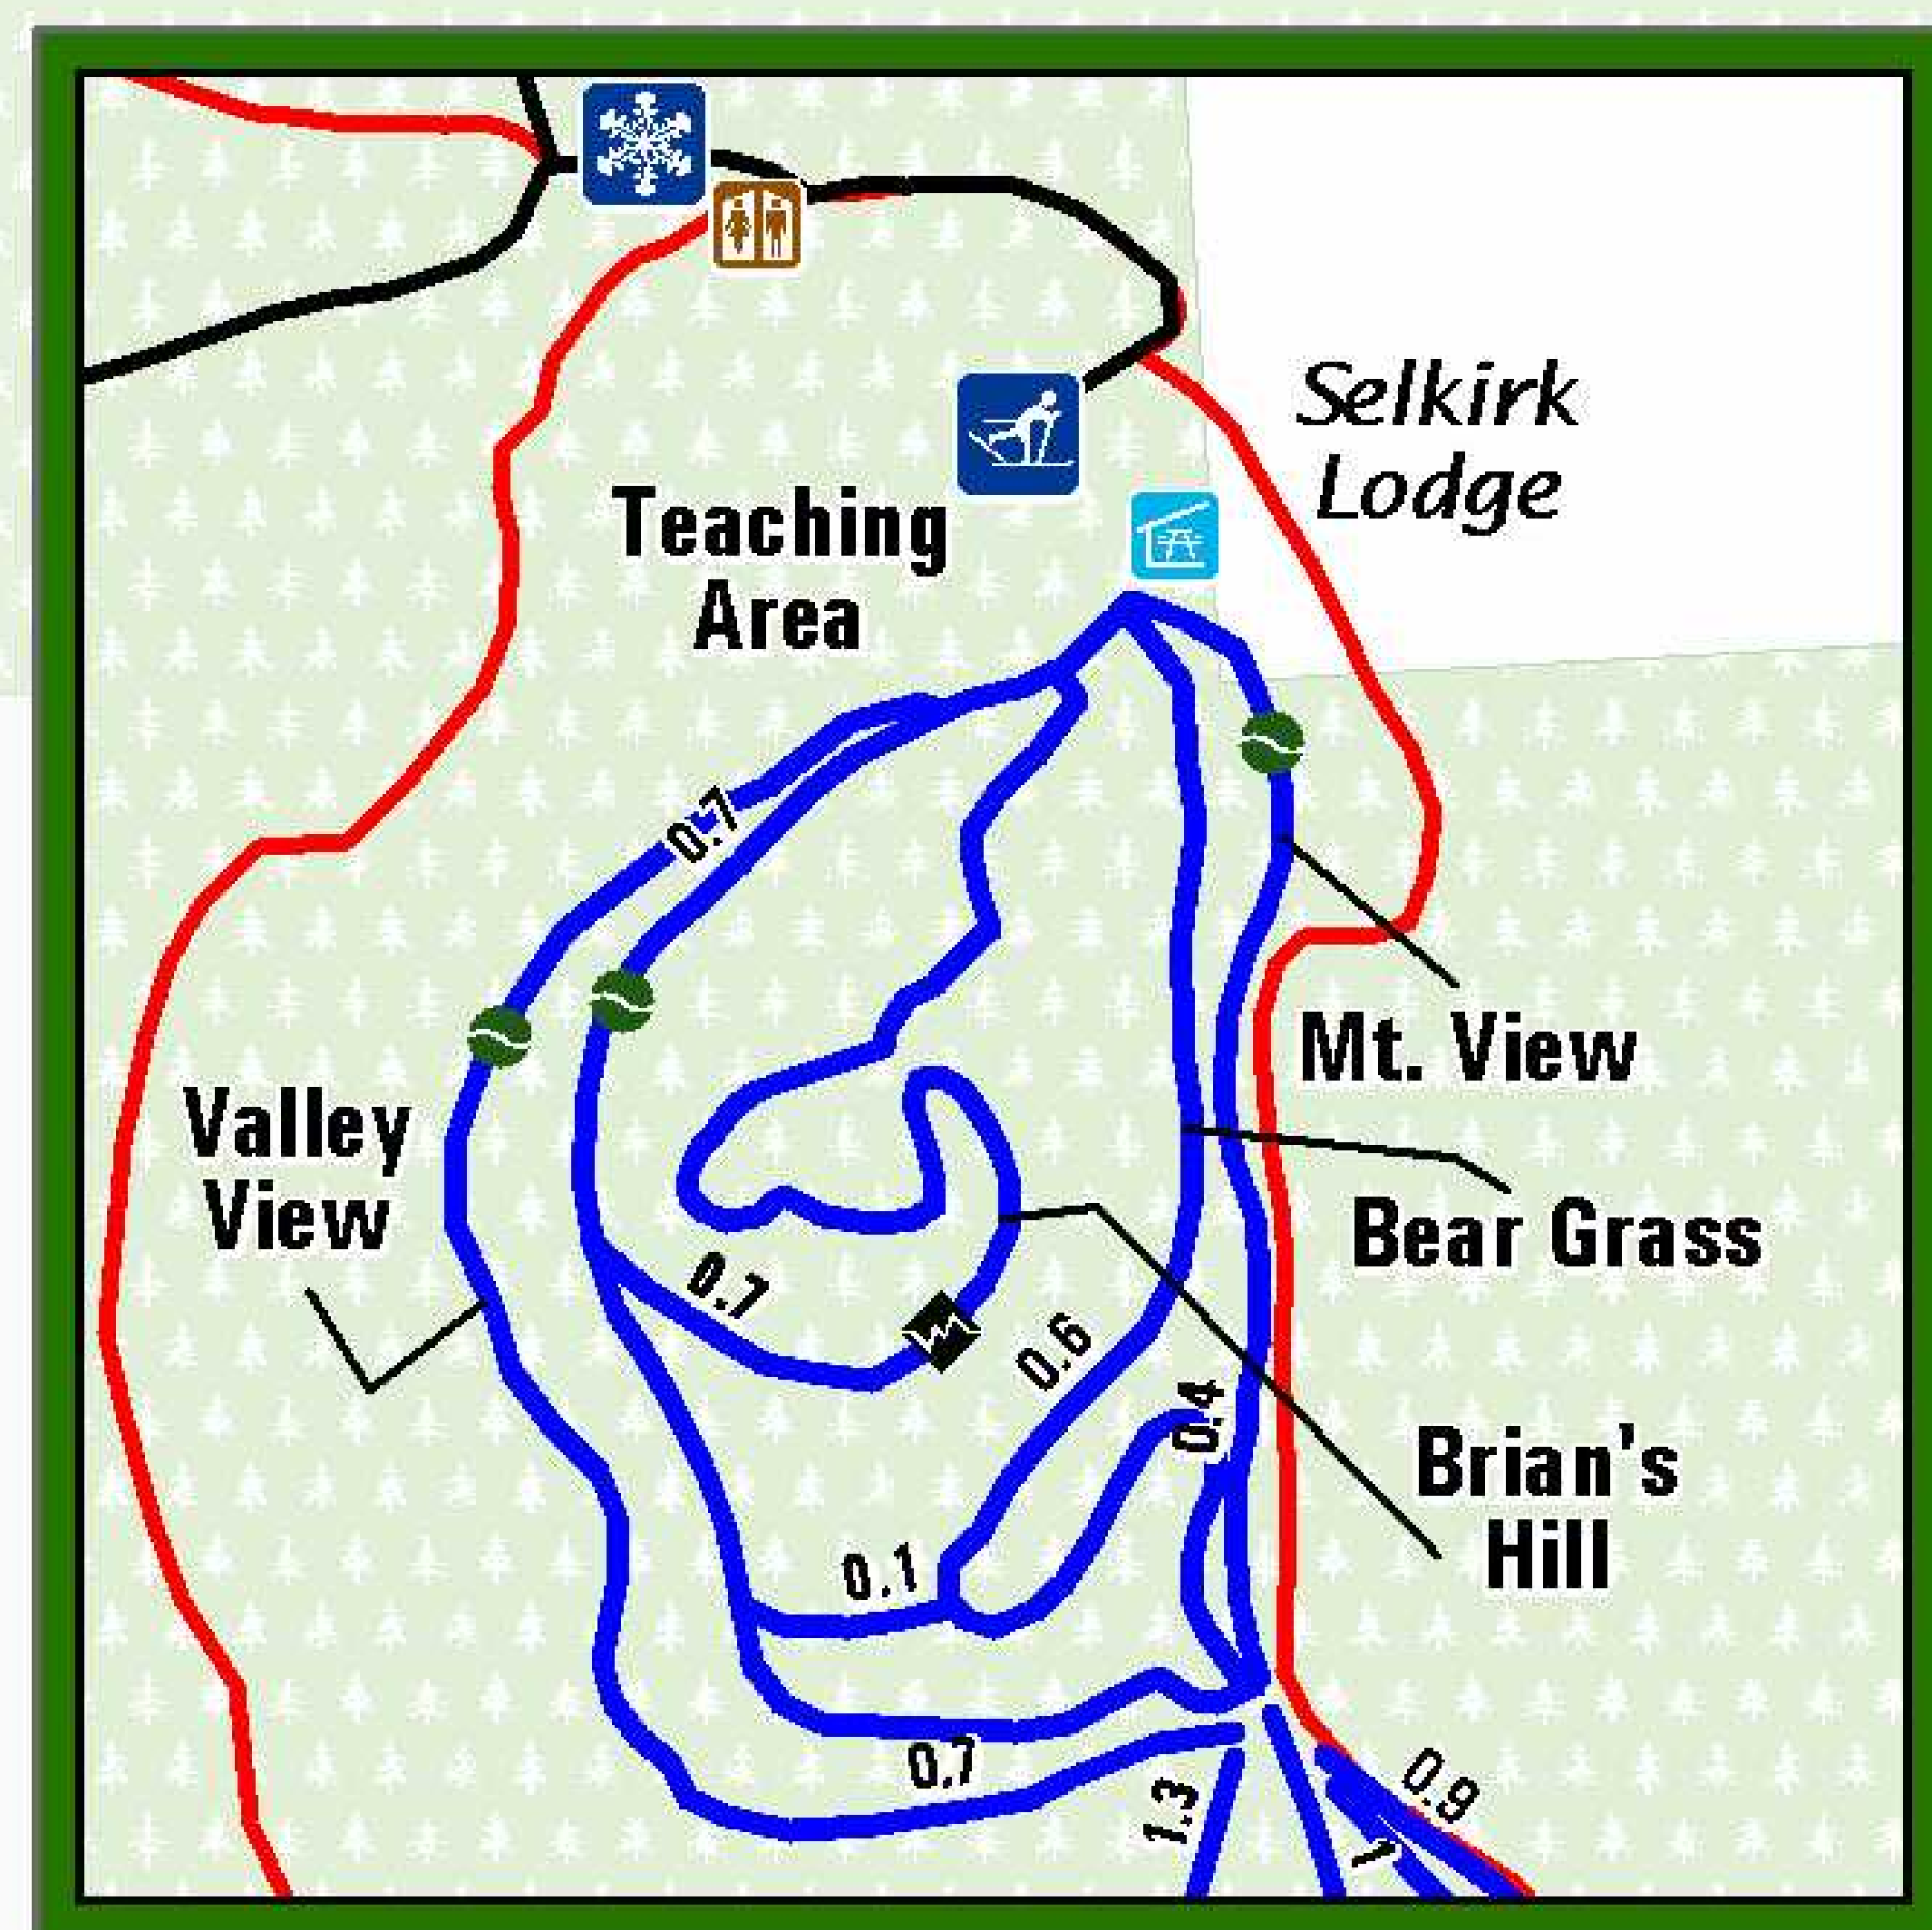 Selkirk
Lodge
Teaching
Area
0.7
Mt. View
Valley
View
Bear Grass
0.7
0.6
0.4
Brian's
Hill
0.1
0.7
0.9
1.3
1